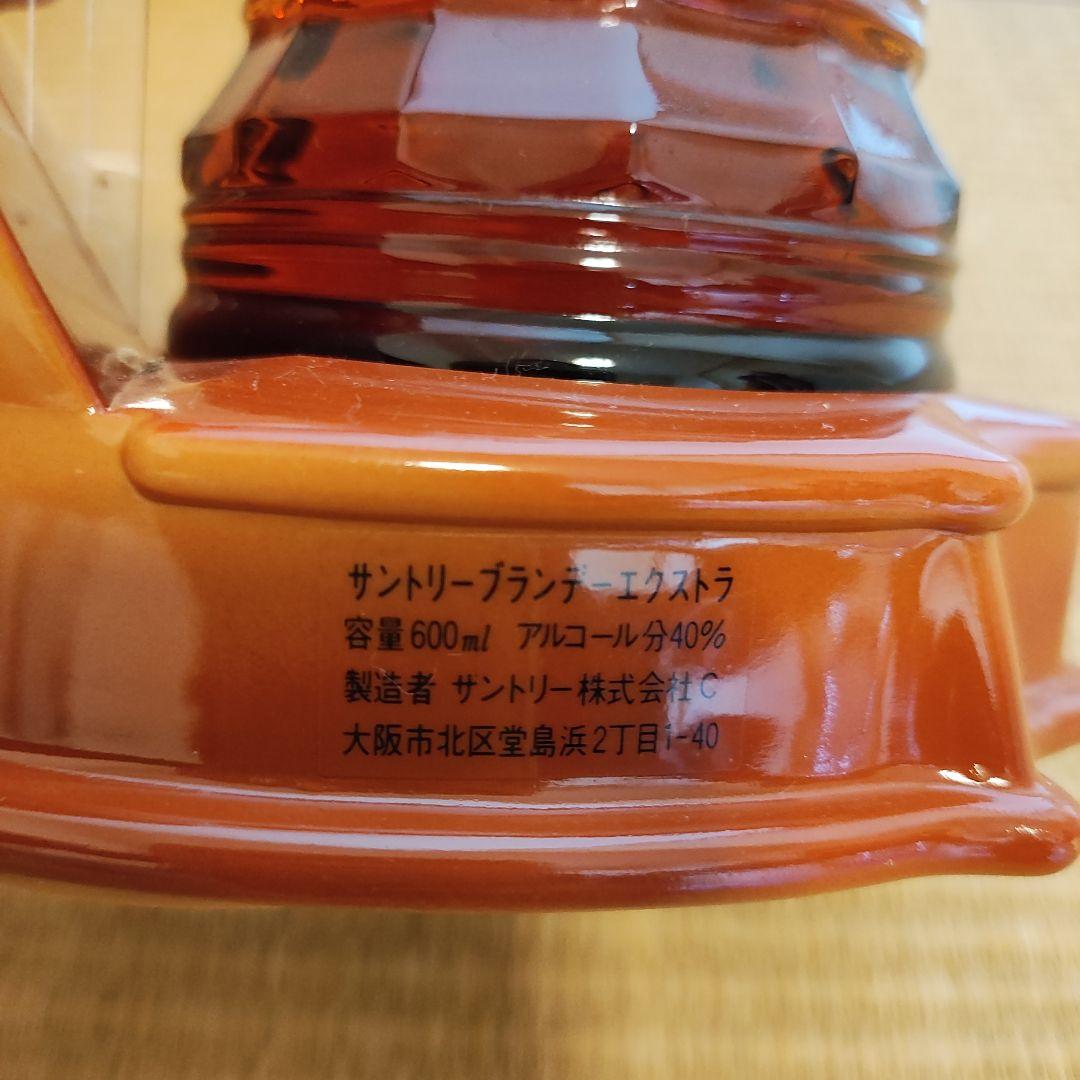 サントリーブランデーエクストラ
容量600ml アルコール分40%
製造者 サントリー株式会社C
大阪市北区堂島浜2丁目1-40